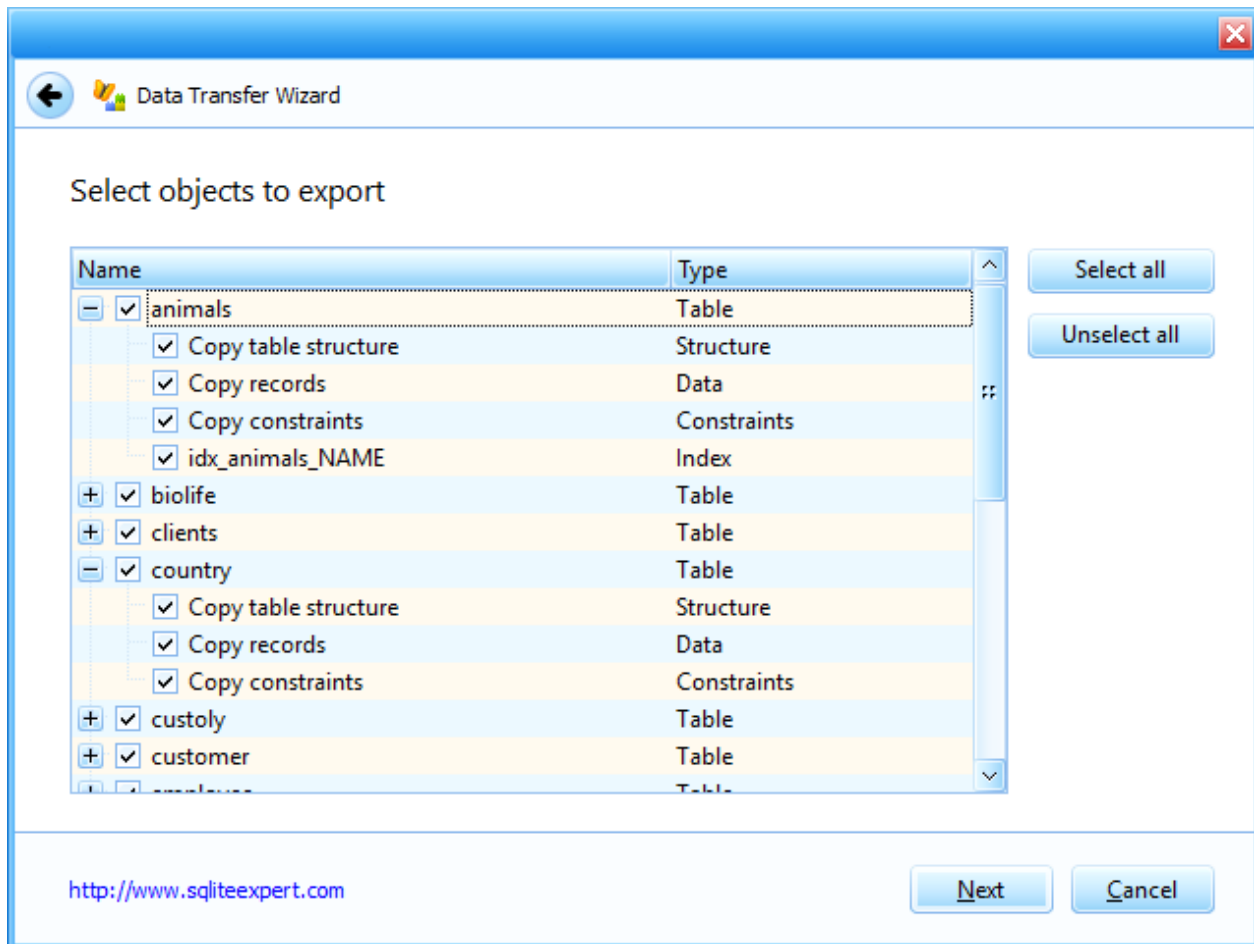 Data Transfer Wizard
Select objects to export
Name Type
Select all
animals Table
Unselect all
Copy table structure Structure
Copy records Data
Copy constraints Constraints
idx_animals_NAME Index
biolife Table
clients Table
country Table
Copy table structure Structure
Copy records Data
Copy constraints Constraints
custoly Table
customer Table
http://www.sqliteexpert.com
Next Cancel